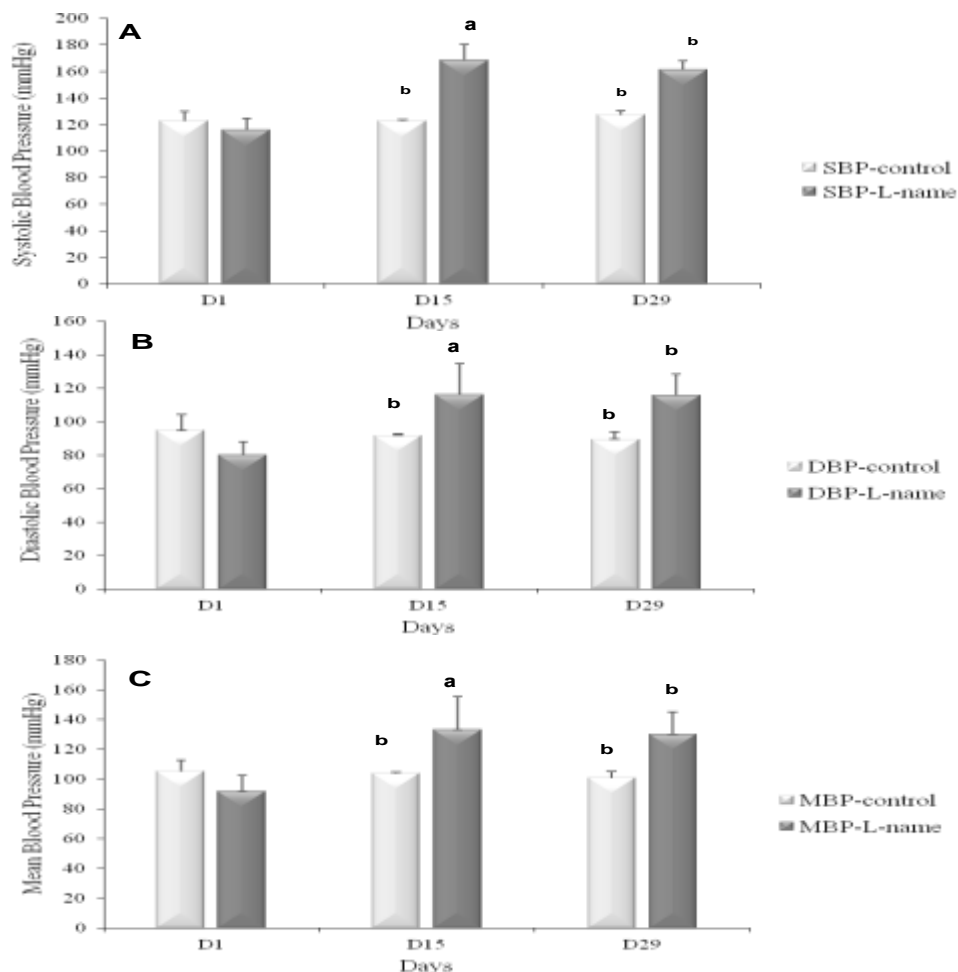 A
a
b
b
b
Systolic Blood Pressure (mmHg)
200
180
160
140
120
100
80
60
40
20
0
D1 D15 D29
Days
SBP-control
SBP-L-name
B
a
b
b
b
Diastolic Blood Pressure (mmHg)
160
140
120
100
80
60
40
20
0
D1 D15 D29
Days
DBP-control
DBP-L-name
C
a
b
b
b
Mean Blood Pressure (mmHg)
180
160
140
120
100
80
60
40
20
0
D1 D15 D29
Days
MBP-control
MBP-L-name